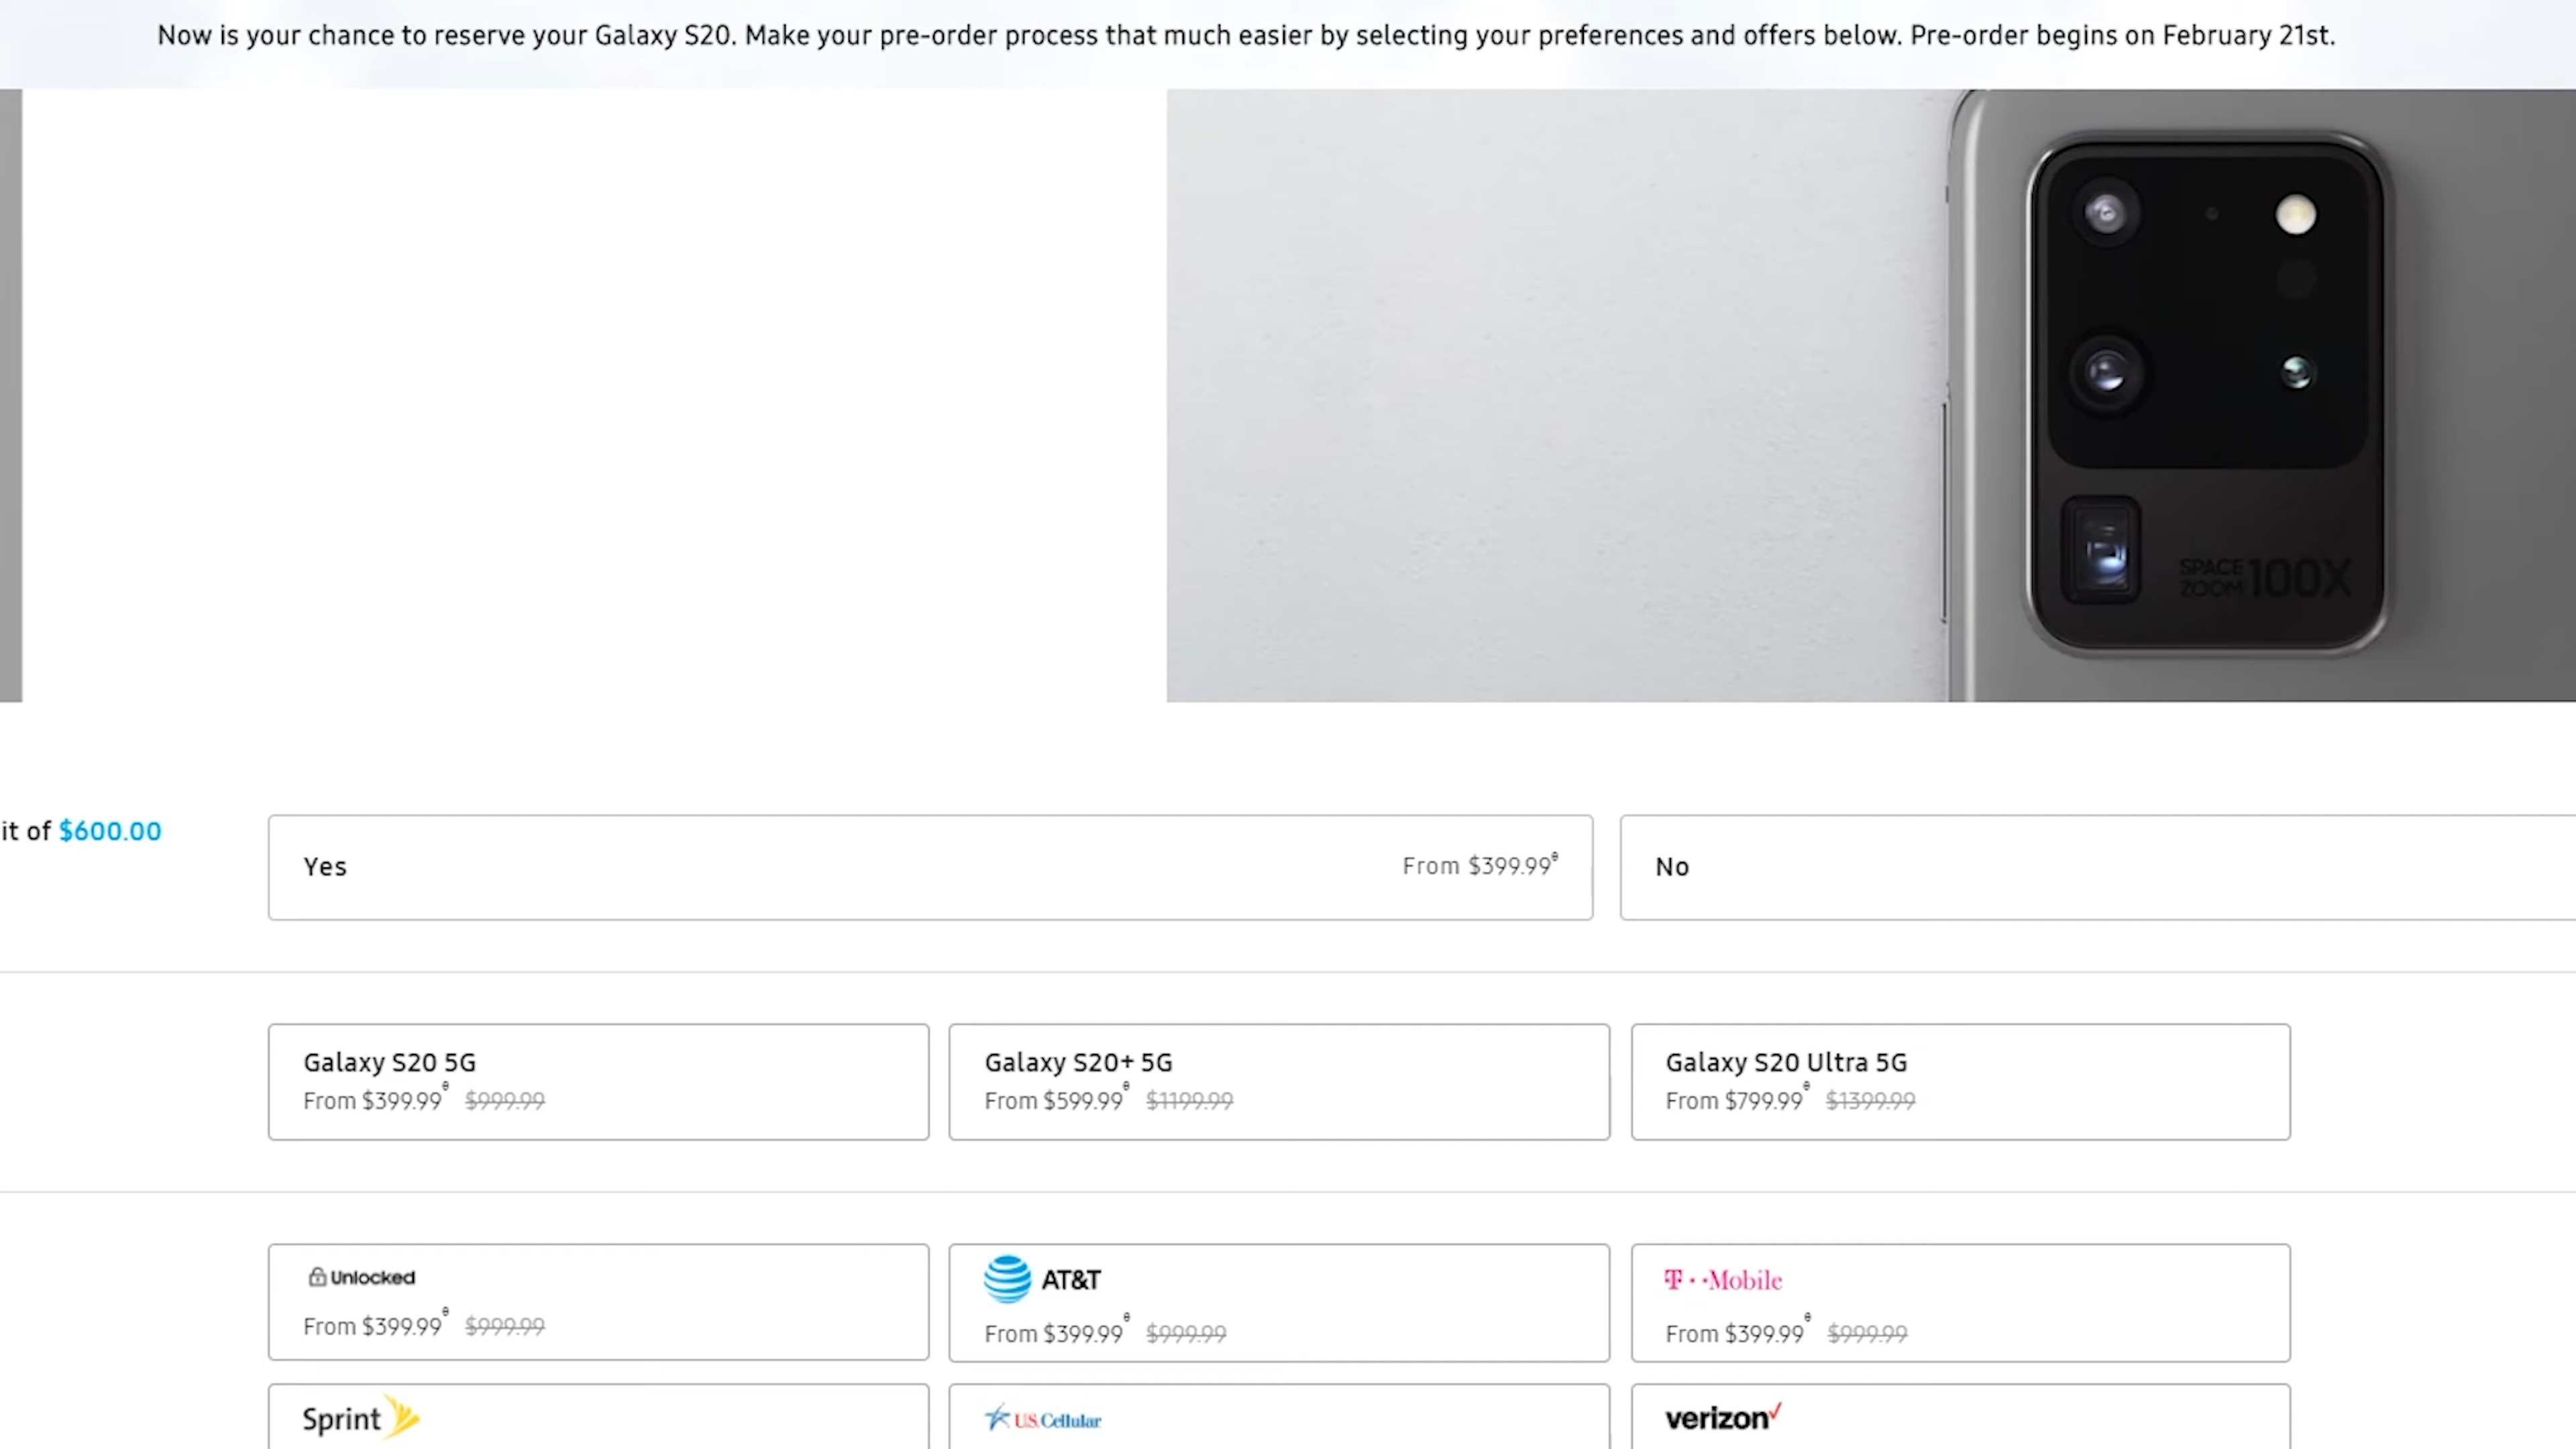 Now is your chance to reserve your Galaxy S20. Make your pre-order process that much easier by selecting your preferences and offers below. Pre-order begins on February 21st.
SPACE ZOOM 100X
it of $600.00
Yes From $399.99
No
Galaxy S20 5G
From $399.99 $999.99
Galaxy S20+ 5G
From $599.99 $1199.99
Galaxy S20 Ultra 5G
From $799.99 $1399.99
Unlocked
From $399.99 $999.99
AT&T
From $399.99 $999.99
T··Mobile
From $399.99 $999.99
Sprint
U.S. Cellular
verizon